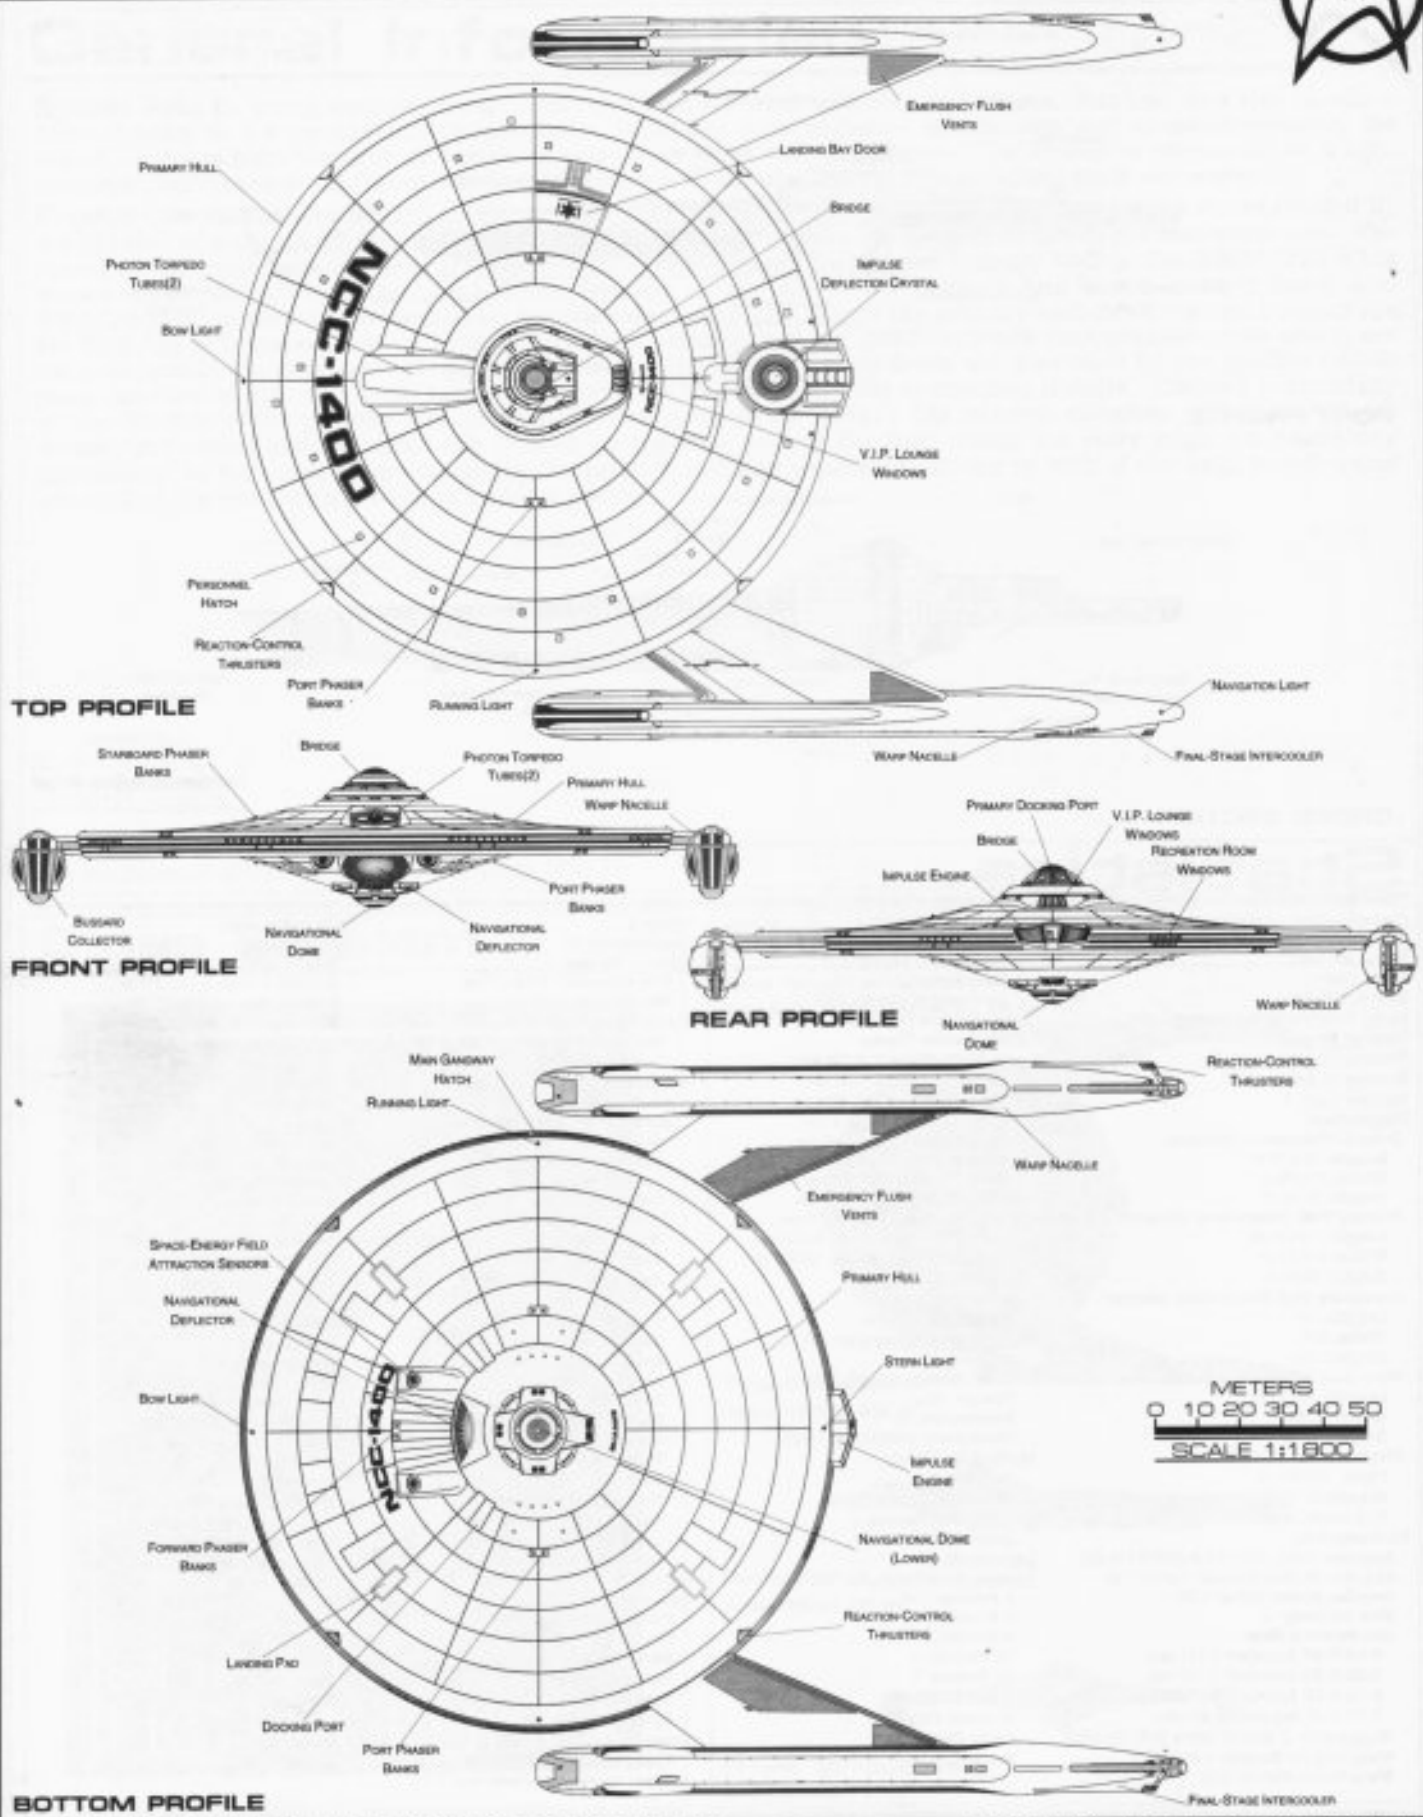 EMERGENCY FLUSH
VENTS
LANDING BAY DOOR
PRIMARY HULL
BRIDGE
PHOTON TORPEDO
TUBES(2)
IMPULSE
DEFLECTION CRYSTAL
BOW LIGHT
NCC-1400
V.I.P. LOUNGE
WINDOWS
PERSONNEL
HATCH
REACTION-CONTROL
THRUSTERS
PORT PHASER
BANKS
RUNNING LIGHT
NAVIGATION LIGHT
TOP PROFILE
WARP NACELLE
FINAL-STAGE INTERCOOLER
STARBOARD PHASER
BANKS
BRIDGE
PHOTON TORPEDO
TUBES(2)
PRIMARY HULL
WARP NACELLE
PORT PHASER
BANKS
BUSSARD
COLLECTOR
NAVIGATIONAL
DOME
NAVIGATIONAL
DEFLECTOR
FRONT PROFILE
PRIMARY DOCKING PORT
V.I.P. LOUNGE
WINDOWS
BRIDGE
RECREATION ROOM
WINDOWS
IMPULSE ENGINE
WARP NACELLE
REAR PROFILE
NAVIGATIONAL
DOME
MAIN GANGWAY
HATCH
RUNNING LIGHT
REACTION-CONTROL
THRUSTERS
WARP NACELLE
EMERGENCY FLUSH
VENTS
SPACE-ENERGY FIELD
ATTRACTION SENSORS
PRIMARY HULL
NAVIGATIONAL
DEFLECTOR
STERN LIGHT
BOW LIGHT
NCC-1400
METERS
0 10 20 30 40 50
SCALE 1:1800
IMPULSE
ENGINE
FORWARD PHASER
BANKS
NAVIGATIONAL DOME
(LOWER)
REACTION-CONTROL
THRUSTERS
LANDING PAD
DOCKING PORT
PORT PHASER
BANKS
BOTTOM PROFILE
FINAL-STAGE INTERCOOLER